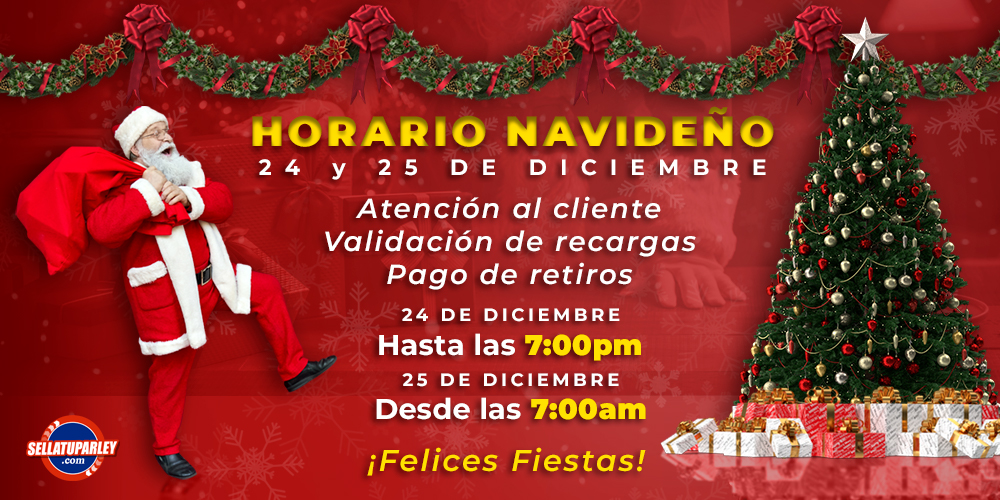 HORARIO NAVIDEÑO
24 y 25 DE DICIEMBRE
Atención al cliente
Validación de recargas
Pago de retiros
24 DE DICIEMBRE
Hasta las 7:00pm
25 DE DICIEMBRE
Desde las 7:00am
¡Felices Fiestas!
SELLATUPARLEY
.com